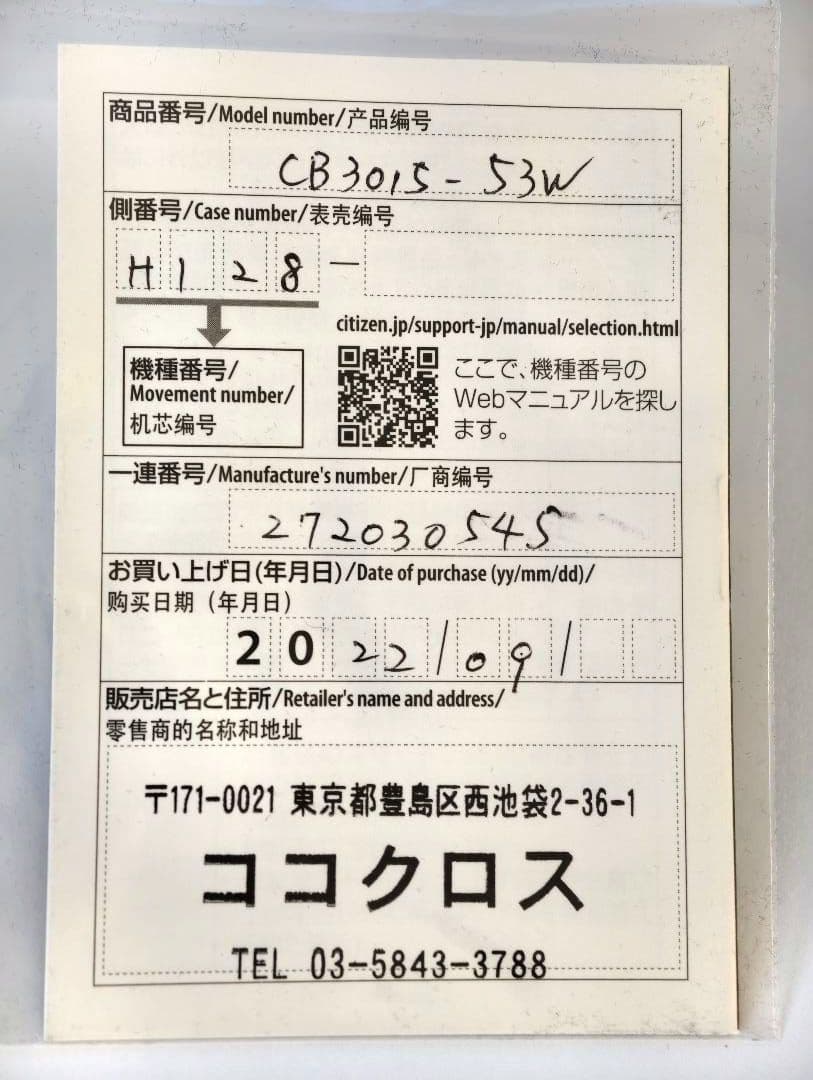 商品番号/Model number/产品编号
CB3015-53W
側番号/Case number/表壳编号
H128-
citizen.jp/support-jp/manual/selection.html
機種番号/
Movement number/
机芯编号
ここで、機種番号の
Webマニュアルを探し
ます。
一連番号/Manufacture's number/厂商编号
272030545
お買い上げ日(年月日)/Date of purchase (yy/mm/dd)/
购买日期（年月日）
2022/09/
販売店名と住所/Retailer's name and address/
零售商的名称和地址
〒171-0021 東京都豊島区西池袋2-36-1
ココクロス
TEL 03-5843-3788